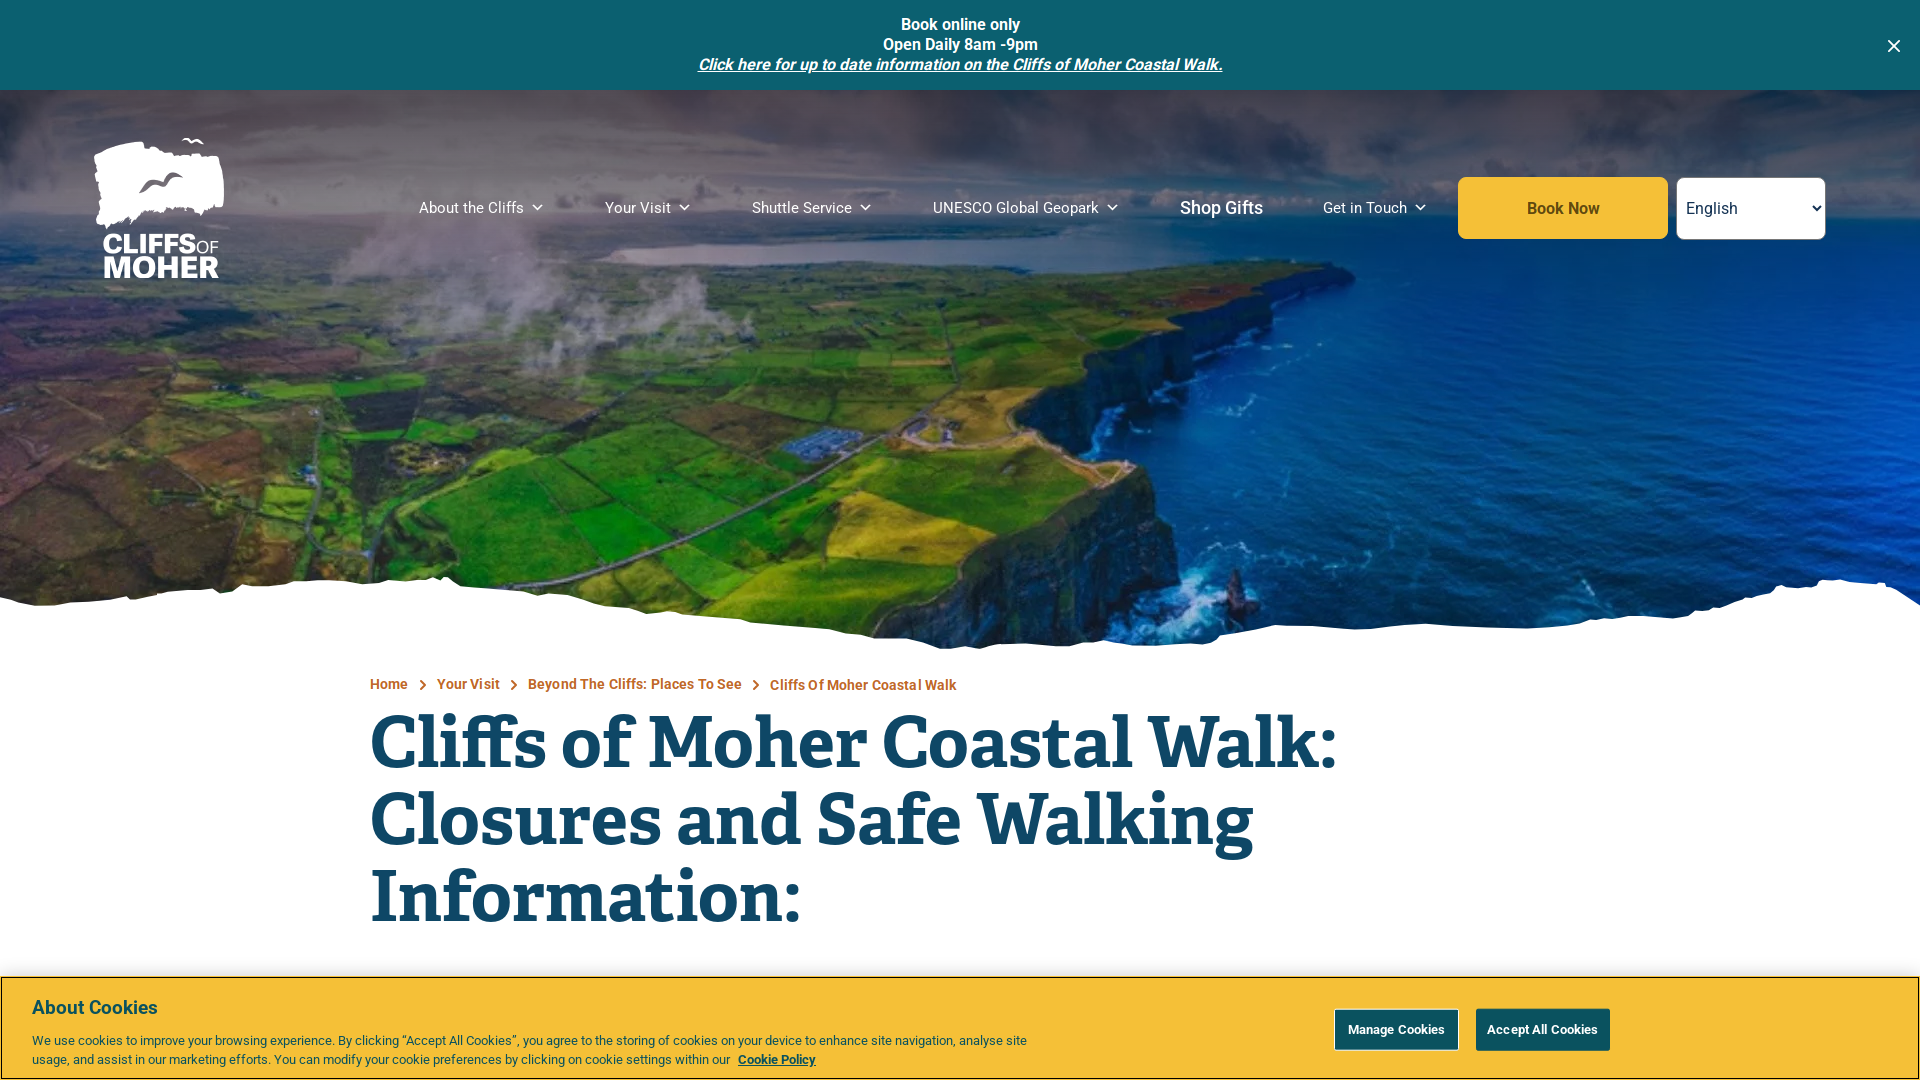 Book online only
Open Daily 8am -9pm
Click here for up to date information on the Cliffs of Moher Coastal Walk.
CLIFFS OF
MOHER
About the Cliffs
Your Visit
Shuttle Service
UNESCO Global Geopark
Shop Gifts
Get in Touch
Book Now
English
Home
Your Visit
Beyond The Cliffs: Places To See
Cliffs Of Moher Coastal Walk
Cliffs of Moher Coastal Walk:
Closures and Safe Walking
Information:
About Cookies
We use cookies to improve your browsing experience. By clicking “Accept All Cookies”, you agree to the storing of cookies on your device to enhance site navigation, analyse site
usage, and assist in our marketing efforts. You can modify your cookie preferences by clicking on cookie settings within our Cookie Policy
Manage Cookies
Accept All Cookies